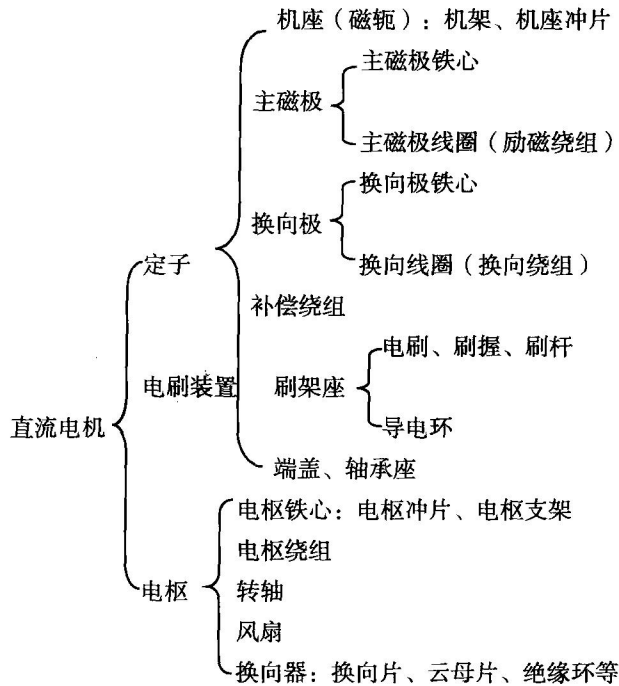 机座（磁轭）：机架、机座冲片
主磁极铁心
主磁极
主磁极线圈（励磁绕组）
换向极铁心
换向极
定子
换向线圈（换向绕组）
补偿绕组
电刷、刷握、刷杆
电刷装置 刷架座
直流电机
导电环
端盖、轴承座
电枢铁心：电枢冲片、电枢支架
电枢绕组
电枢
转轴
风扇
换向器：换向片、云母片、绝缘环等